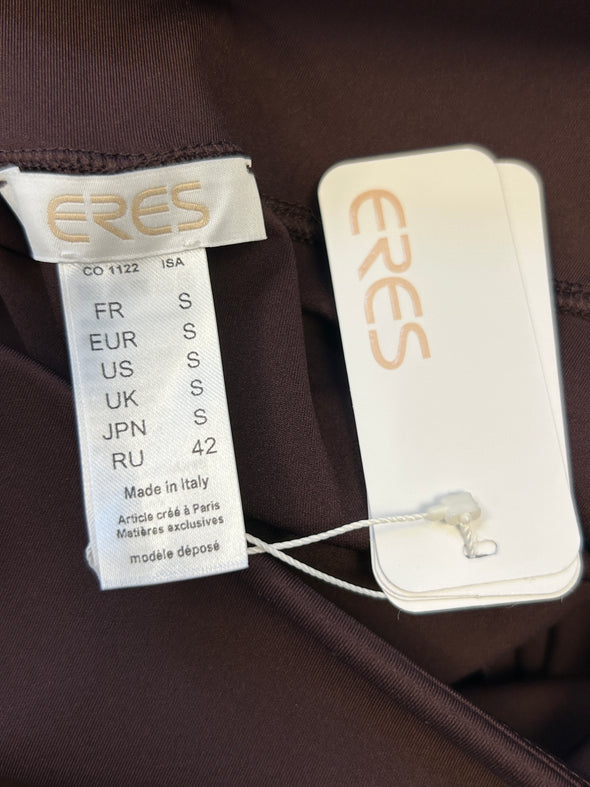 ERES
CO 1122 ISA
FR S
EUR S
US S
UK S
JPN S
RU 42
Made in Italy
Article créé à Paris
Matières exclusives
modèle déposé
ERES